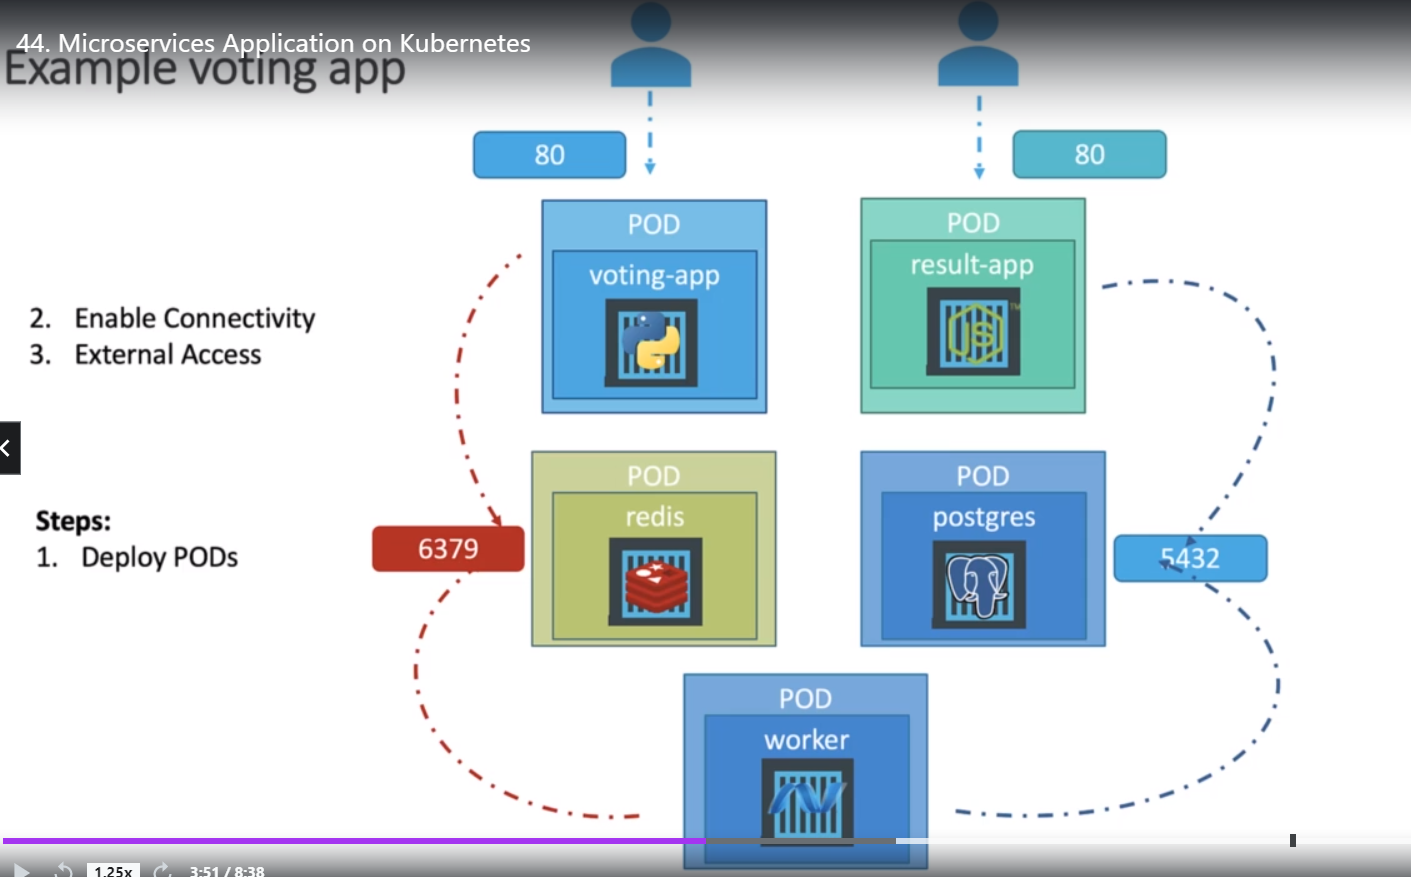 44. Microservices Application on Kubernetes
Example voting app
80
80
POD
voting-app
POD
result-app
JS
TM
2. Enable Connectivity
3. External Access
POD
redis
POD
postgres
Steps:
1. Deploy PODs
6379
5432
POD
worker
1.25x
3:51 / 8:38